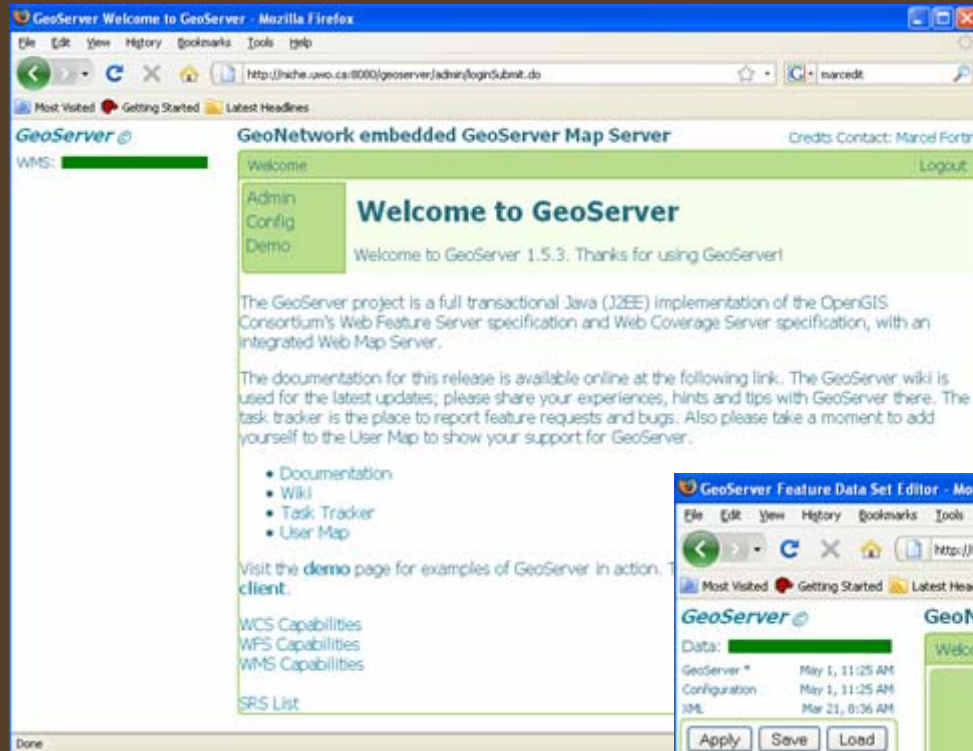 GeoServer Welcome to GeoServer - Mozilla Firefox
File Edit View History Bookmarks Tools Help
http://niche.uwo.ca:8080/geoserver/admin/loginSubmit.do
marcedit
Most Visited Getting Started Latest Headlines
GeoServer ©
GeoNetwork embedded GeoServer Map Server
Credits Contact: Marcel Fortin
WMS:
Welcome
Logout
Admin
Config
Demo
Welcome to GeoServer
Welcome to GeoServer 1.5.3. Thanks for using GeoServer!
The GeoServer project is a full transactional Java (J2EE) implementation of the OpenGIS
Consortium's Web Feature Server specification and Web Coverage Server specification, with an
integrated Web Map Server.
The documentation for this release is available online at the following link. The GeoServer wiki is
used for the latest updates; please share your experiences, hints and tips with GeoServer there. The
task tracker is the place to report feature requests and bugs. Also please take a moment to add
yourself to the User Map to show your support for GeoServer.
• Documentation
• Wiki
• Task Tracker
• User Map
Visit the demo page for examples of GeoServer in action. T
client.
WCS Capabilities
WFS Capabilities
WMS Capabilities
SRS List
Done
GeoServer Feature Data Set Editor - Mo
File Edit View History Bookmarks Tools
http://
Most Visited Getting Started Latest Hea
GeoServer ©
GeoN
Data:
Welco
GeoServer * May 1, 11:25 AM
Configuration May 1, 11:25 AM
XML Mar 21, 8:36 AM
Apply Save Load